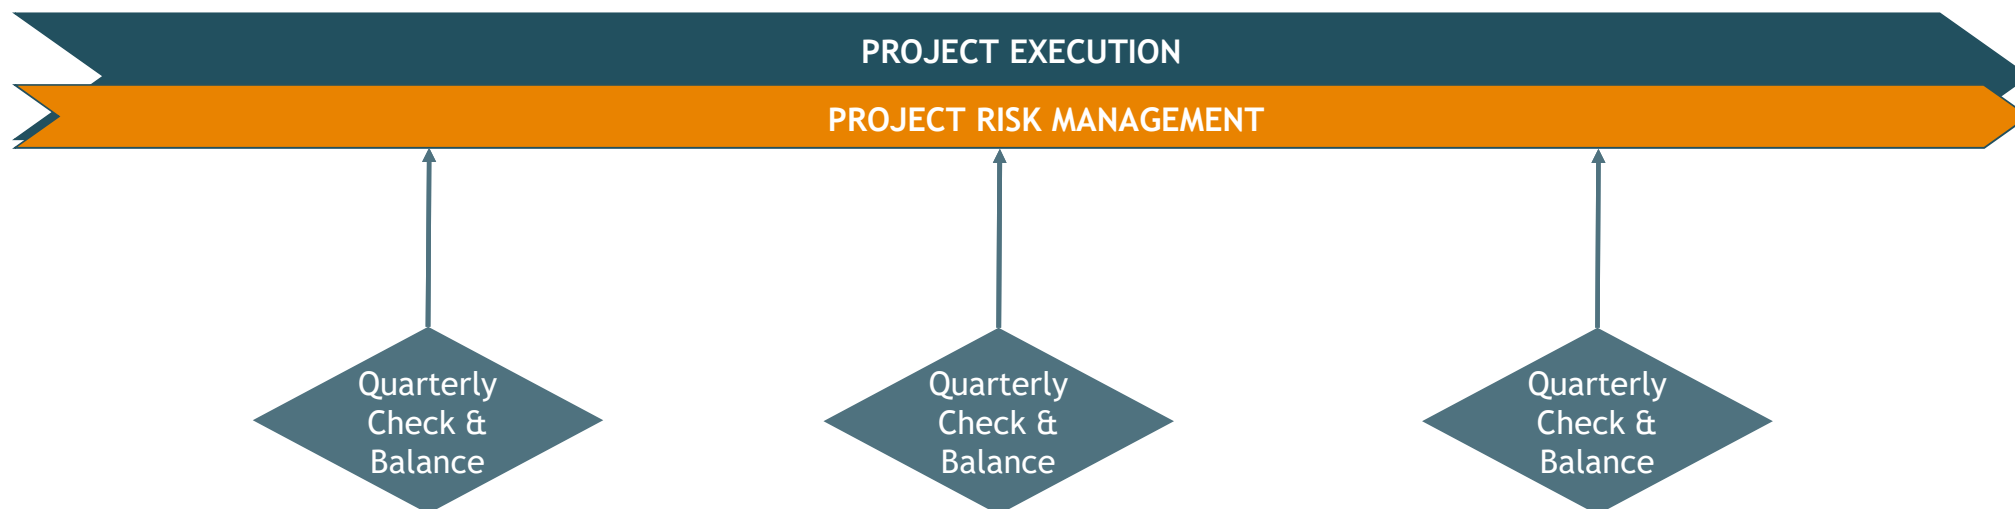 PROJECT EXECUTION
PROJECT RISK MANAGEMENT
Quarterly
Check &
Balance
Quarterly
Check &
Balance
Quarterly
Check &
Balance